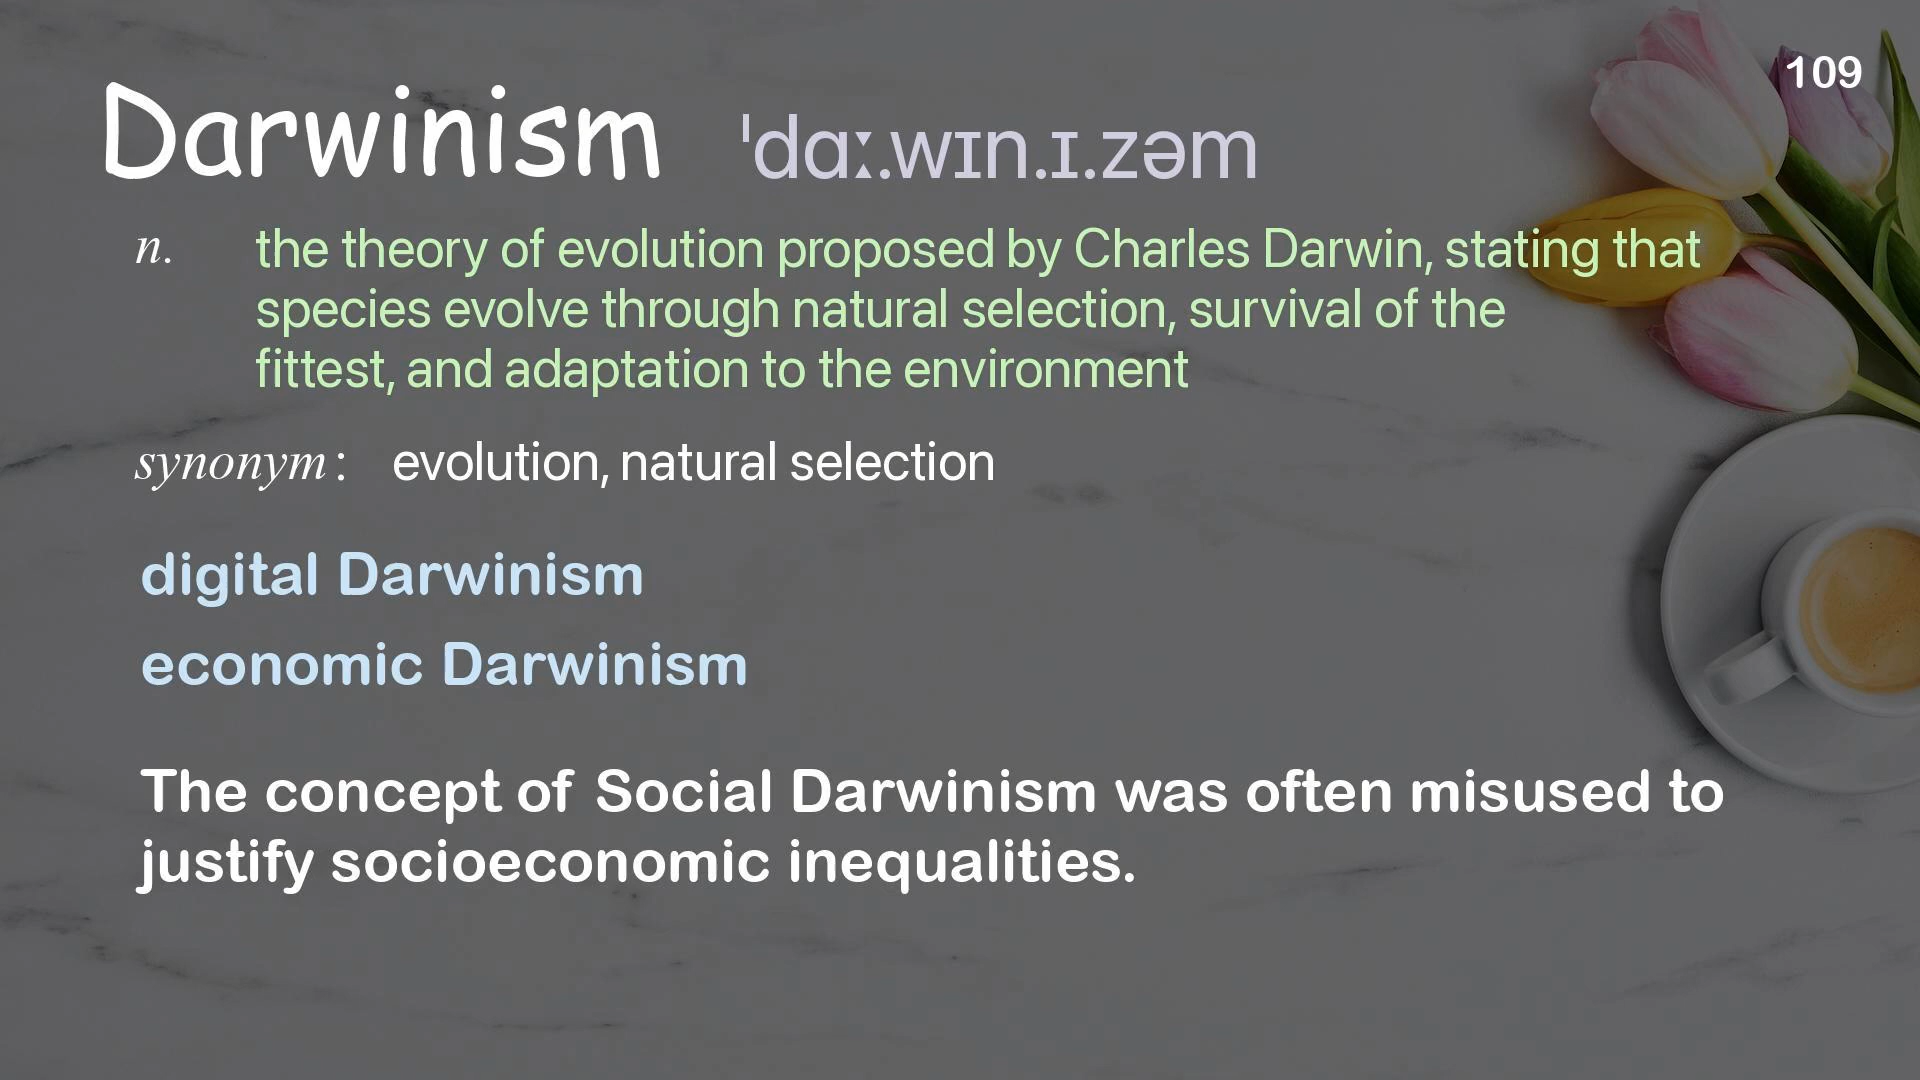 109
Darwinism ˈdɑː.wɪn.ɪ.zəm
n. the theory of evolution proposed by Charles Darwin, stating that
species evolve through natural selection, survival of the
fittest, and adaptation to the environment
synonym: evolution, natural selection
digital Darwinism
economic Darwinism
The concept of Social Darwinism was often misused to
justify socioeconomic inequalities.